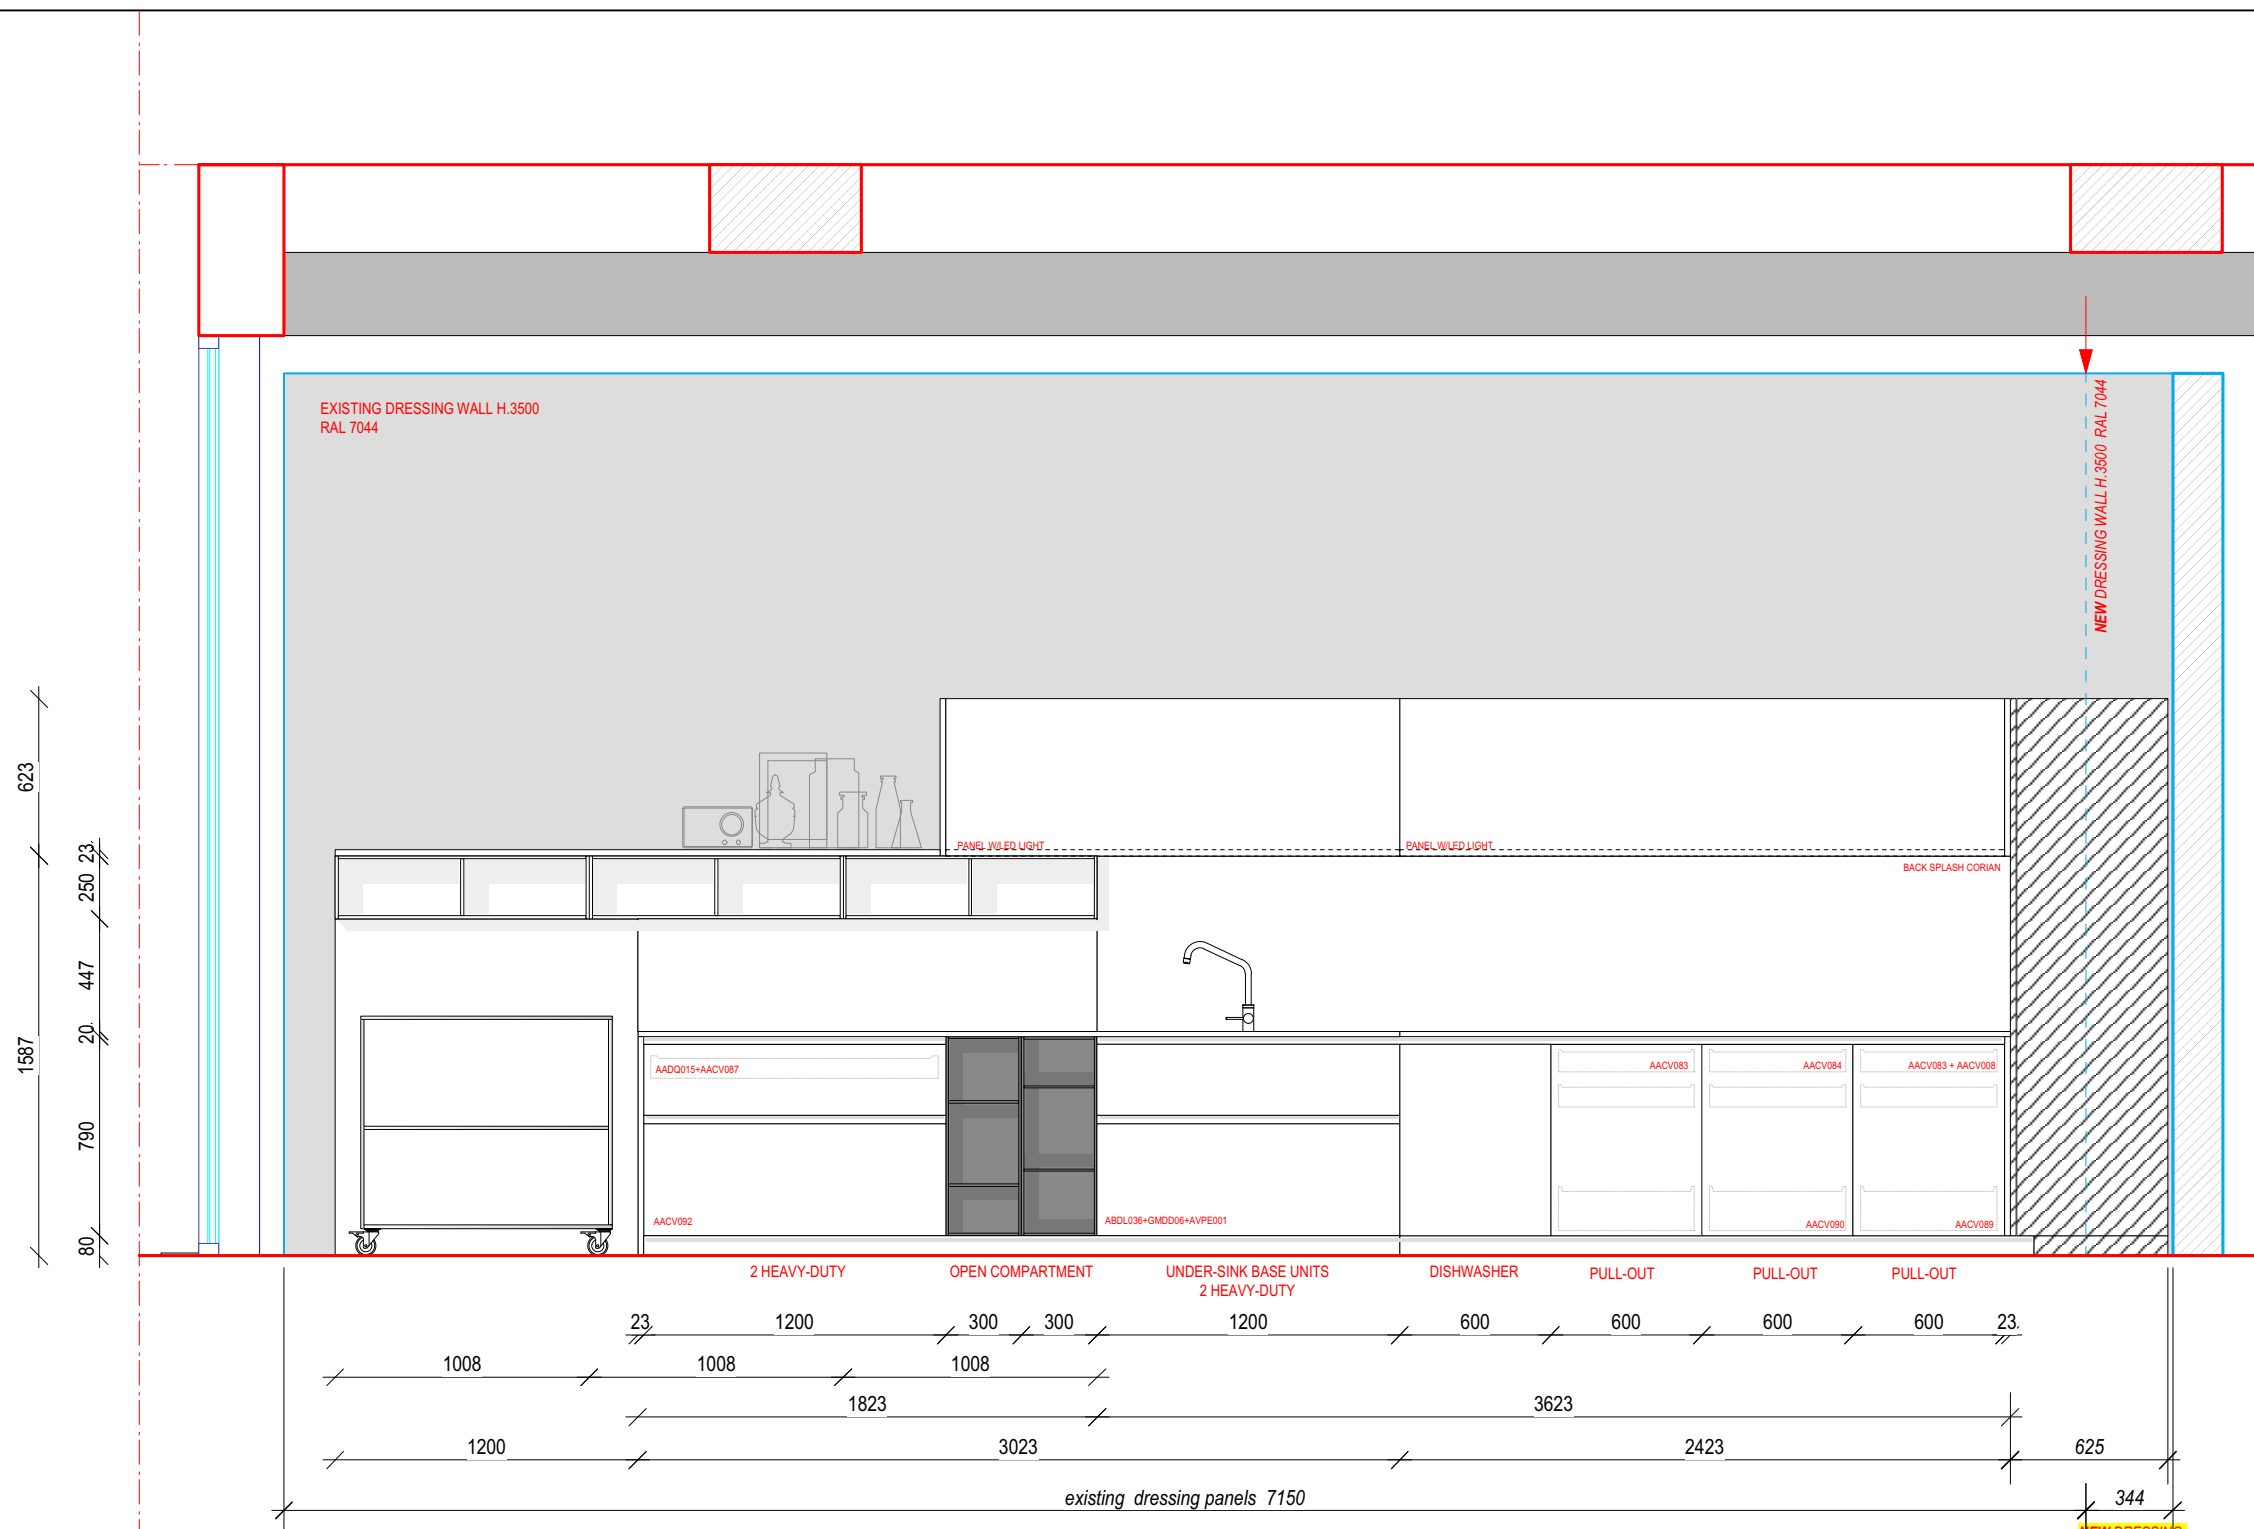 EXISTING DRESSING WALL H.3500
RAL 7044
NEW DRESSING WALL H.3500 RAL 7044
623
23.
250
447
20.
1587
790
80
PANEL W/LED LIGHT
PANEL W/LED LIGHT
BACK SPLASH CORIAN
AADQ015+AACV087
AACV083
AACV084
AACV083 + AACV008
AACV092
ABDL036+GMDD06+AVPE001
AACV090
AACV089
2 HEAVY-DUTY
OPEN COMPARTMENT
UNDER-SINK BASE UNITS
2 HEAVY-DUTY
DISHWASHER
PULL-OUT
PULL-OUT
PULL-OUT
23 1200 300 300 1200 600 600 600 600 23.
1008 1008 1008
1823 3623
1200 3023 2423 625
existing dressing panels 7150 344
NEW DRESSING